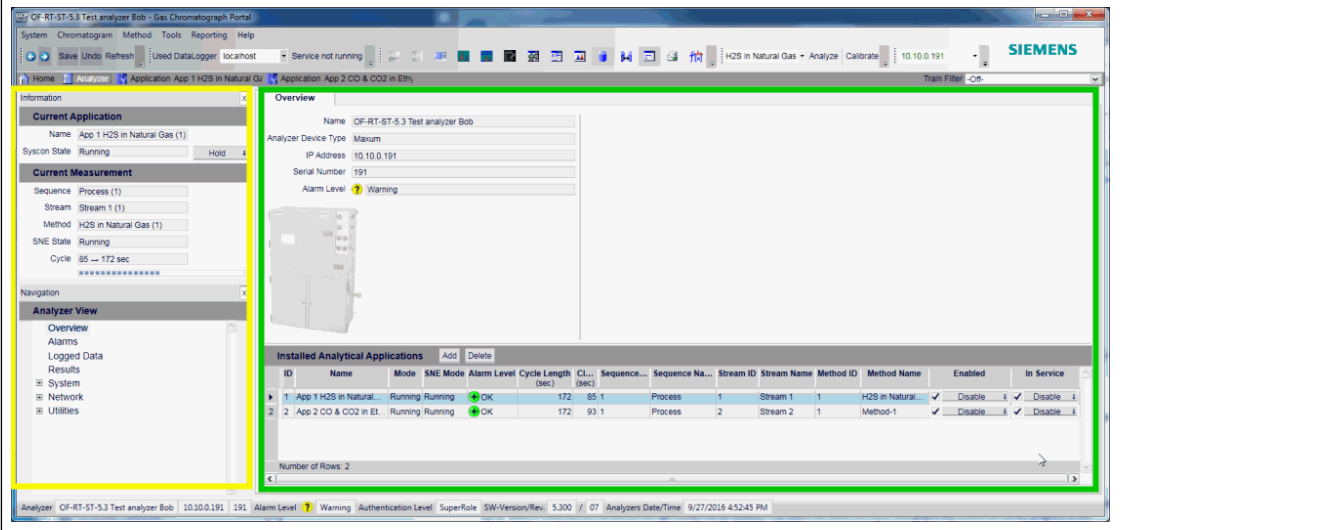 OF-RT-ST-5.3 Test analyzer Bob - Gas Chromatograph Portal
System Chromatogram Method Tools Reporting Help
Save Undo Refresh Used DataLogger localhost Service not running H2S in Natural Gas Analyze Calibrate 10.10.0.191 SIEMENS
Home Analyzer Application App 1 H2S in Natural Ga Application App 2 CO & CO2 in Eth Train Filter -Off-
Information x
Current Application
Name App 1 H2S in Natural Gas (1)
Syscon State Running Hold
Current Measurement
Sequence Process (1)
Stream Stream 1 (1)
Method H2S in Natural Gas (1)
SNE State Running
Cycle 85 → 172 sec
Navigation x
Analyzer View
Overview
Alarms
Logged Data
Results
System
Network
Utilities
Overview
Name OF-RT-ST-5.3 Test analyzer Bob
Analyzer Device Type Maxum
IP Address 10.10.0.191
Serial Number 191
Alarm Level ? Warning
Installed Analytical Applications Add Delete
ID Name Mode SNE Mode Alarm Level Cycle Length (sec) Cl... (sec) Sequence... Sequence Na... Stream ID Stream Name Method ID Method Name Enabled In Service
1 App 1 H2S in Natural... Running Running OK 172 85 1 Process 1 Stream 1 1 H2S in Natural... Disable Disable
2 2 App 2 CO & CO2 in Et... Running Running OK 172 93 1 Process 2 Stream 2 1 Method-1 Disable Disable
Number of Rows: 2
Analyzer OF-RT-ST-5.3 Test analyzer Bob 10.10.0.191 191 Alarm Level ? Warning Authentication Level SuperRole SW-Version/Rev. 5.300 / 07 Analyzers Date/Time 9/27/2016 4:52:45 PM